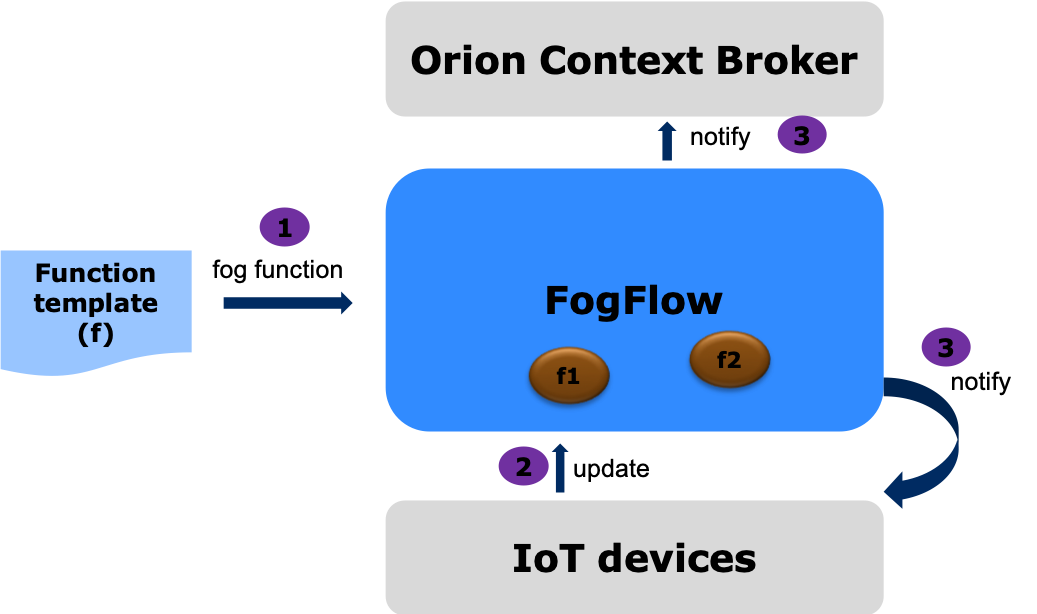 Orion Context Broker
notify
3
1
fog function
Function
template
(f)
FogFlow
f1
f2
3
notify
2
update
IoT devices